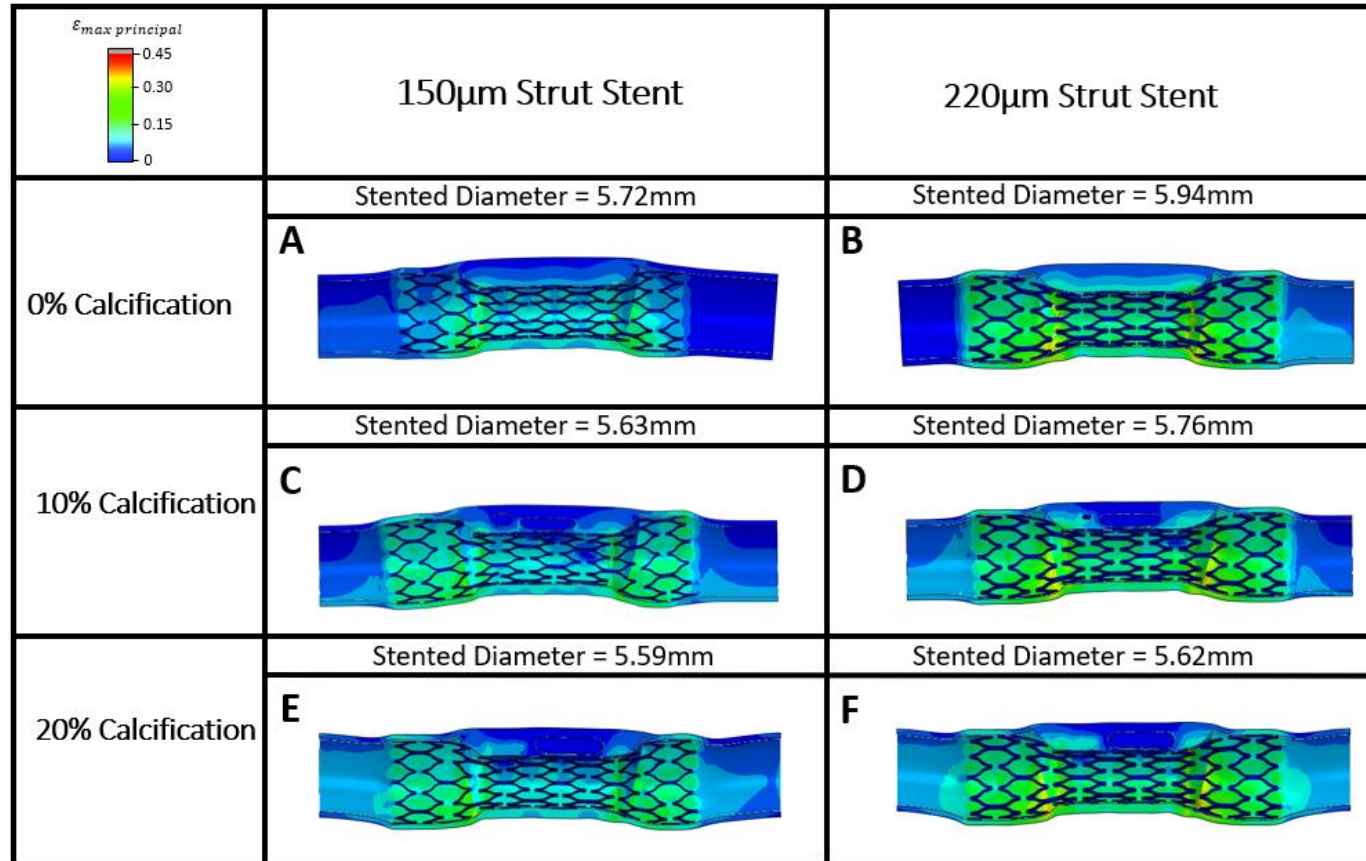 εmax principal
0.45
0.30
0.15
0
150μm Strut Stent
220μm Strut Stent
0% Calcification
Stented Diameter = 5.72mm
Stented Diameter = 5.94mm
A
B
10% Calcification
Stented Diameter = 5.63mm
Stented Diameter = 5.76mm
C
D
20% Calcification
Stented Diameter = 5.59mm
Stented Diameter = 5.62mm
E
F